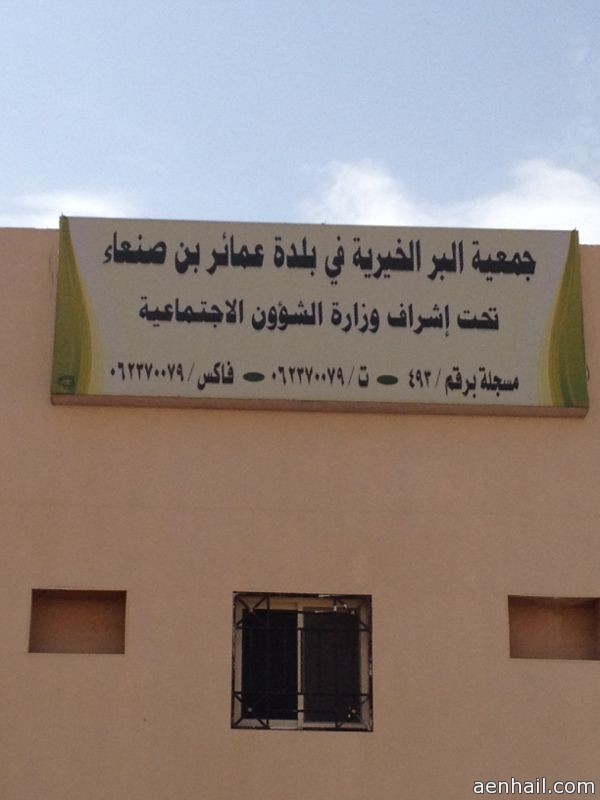 جمعية البر الخيرية في بلدة عمائر بن صنعاء
تحت إشراف وزارة الشؤون الاجتماعية
مسجلة برقم / ٤٩٣ ت / ٠٦٢٣٧٠٠٧٩ فاكس / ٠٦٢٣٧٠٠٧٩
aenhail.com